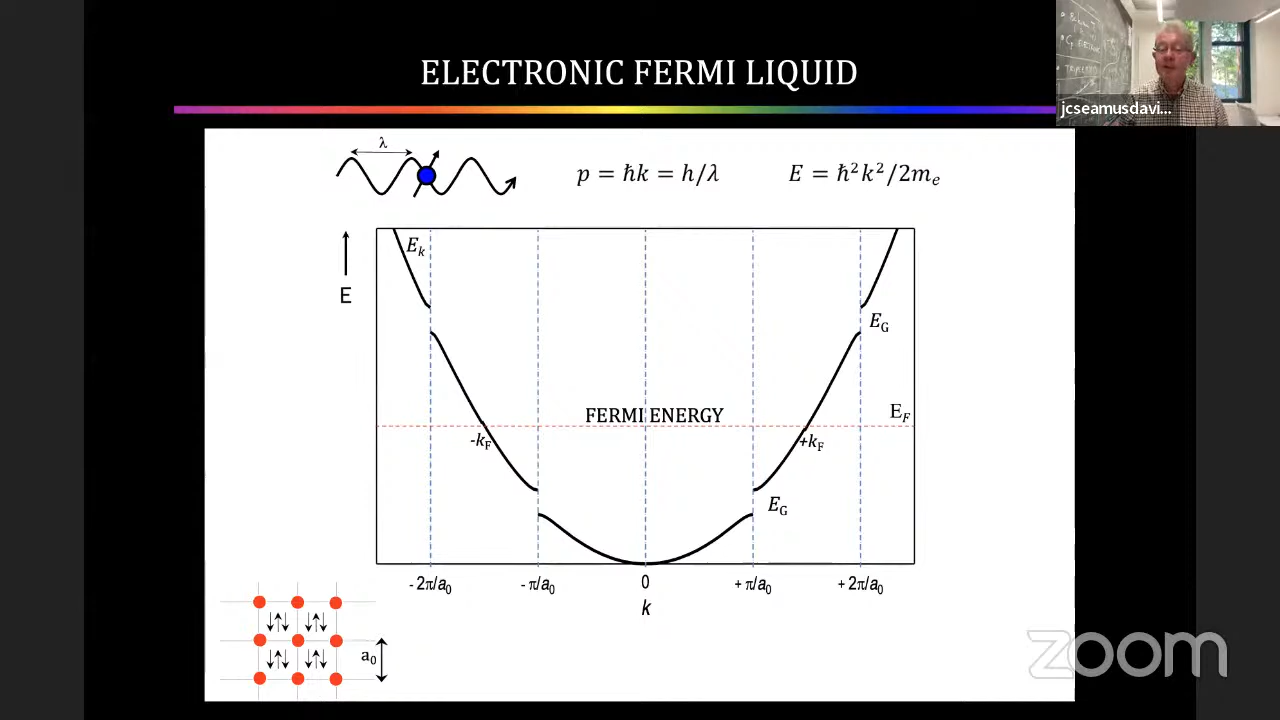 ELECTRONIC FERMI LIQUID
jcseamusdavi...
λ
p = ħk = h/λ
E = ħ²k²/2mₑ
E_k
E
E_G
FERMI ENERGY
E_F
-k_F
+k_F
E_G
- 2π/a₀
- π/a₀
0
+ π/a₀
+ 2π/a₀
k
a₀
zoom